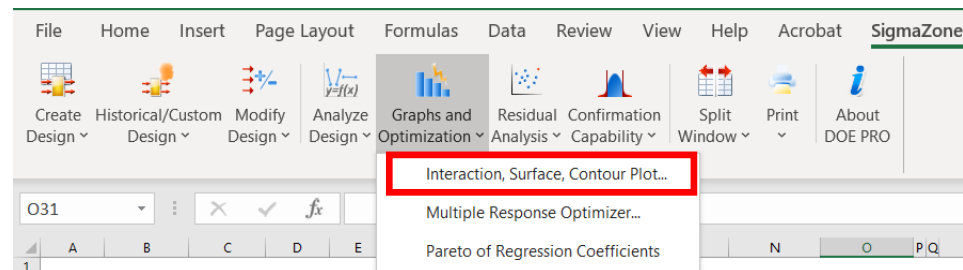 File Home Insert Page Layout Formulas Data Review View Help Acrobat SigmaZone
+/- y=f(x) i
Create Historical/Custom Modify Analyze Graphs and Residual Confirmation Split Print About
Design Design Design Design Optimization Analysis Capability Window DOE PRO
Interaction, Surface, Contour Plot...
O31 fx
Multiple Response Optimizer...
A B C D E N O P Q
Pareto of Regression Coefficients
1